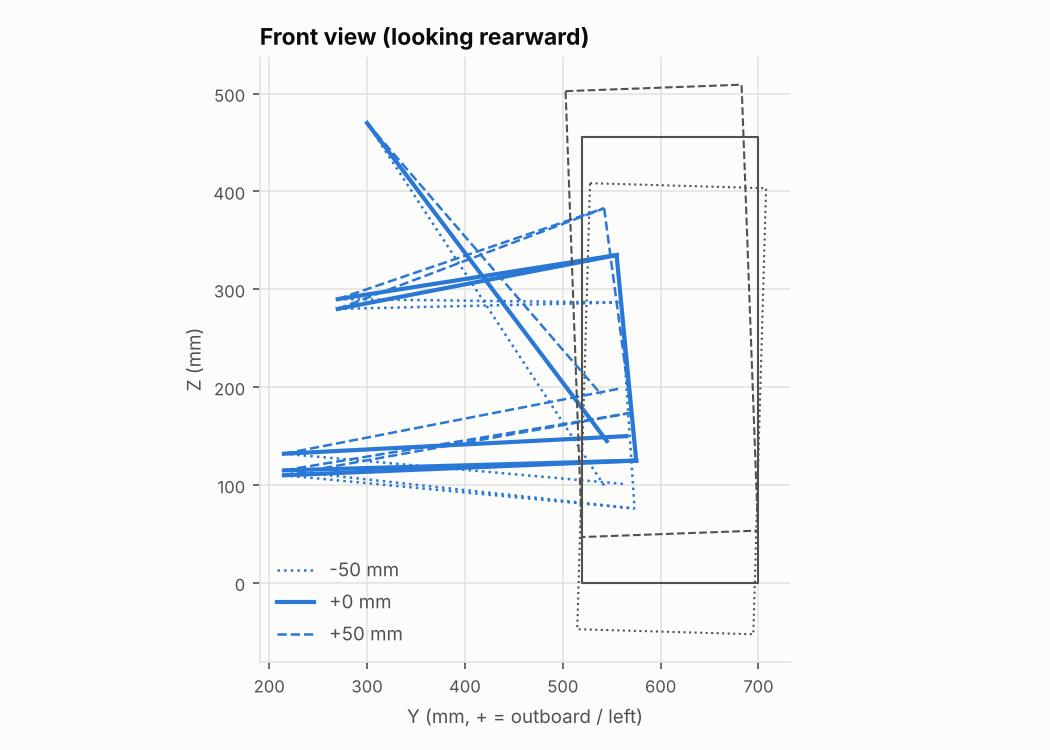 Front view (looking rearward)
500
400
300
200
100
0
Z (mm)
-50 mm
+0 mm
+50 mm
200
300
400
500
600
700
Y (mm, + = outboard / left)